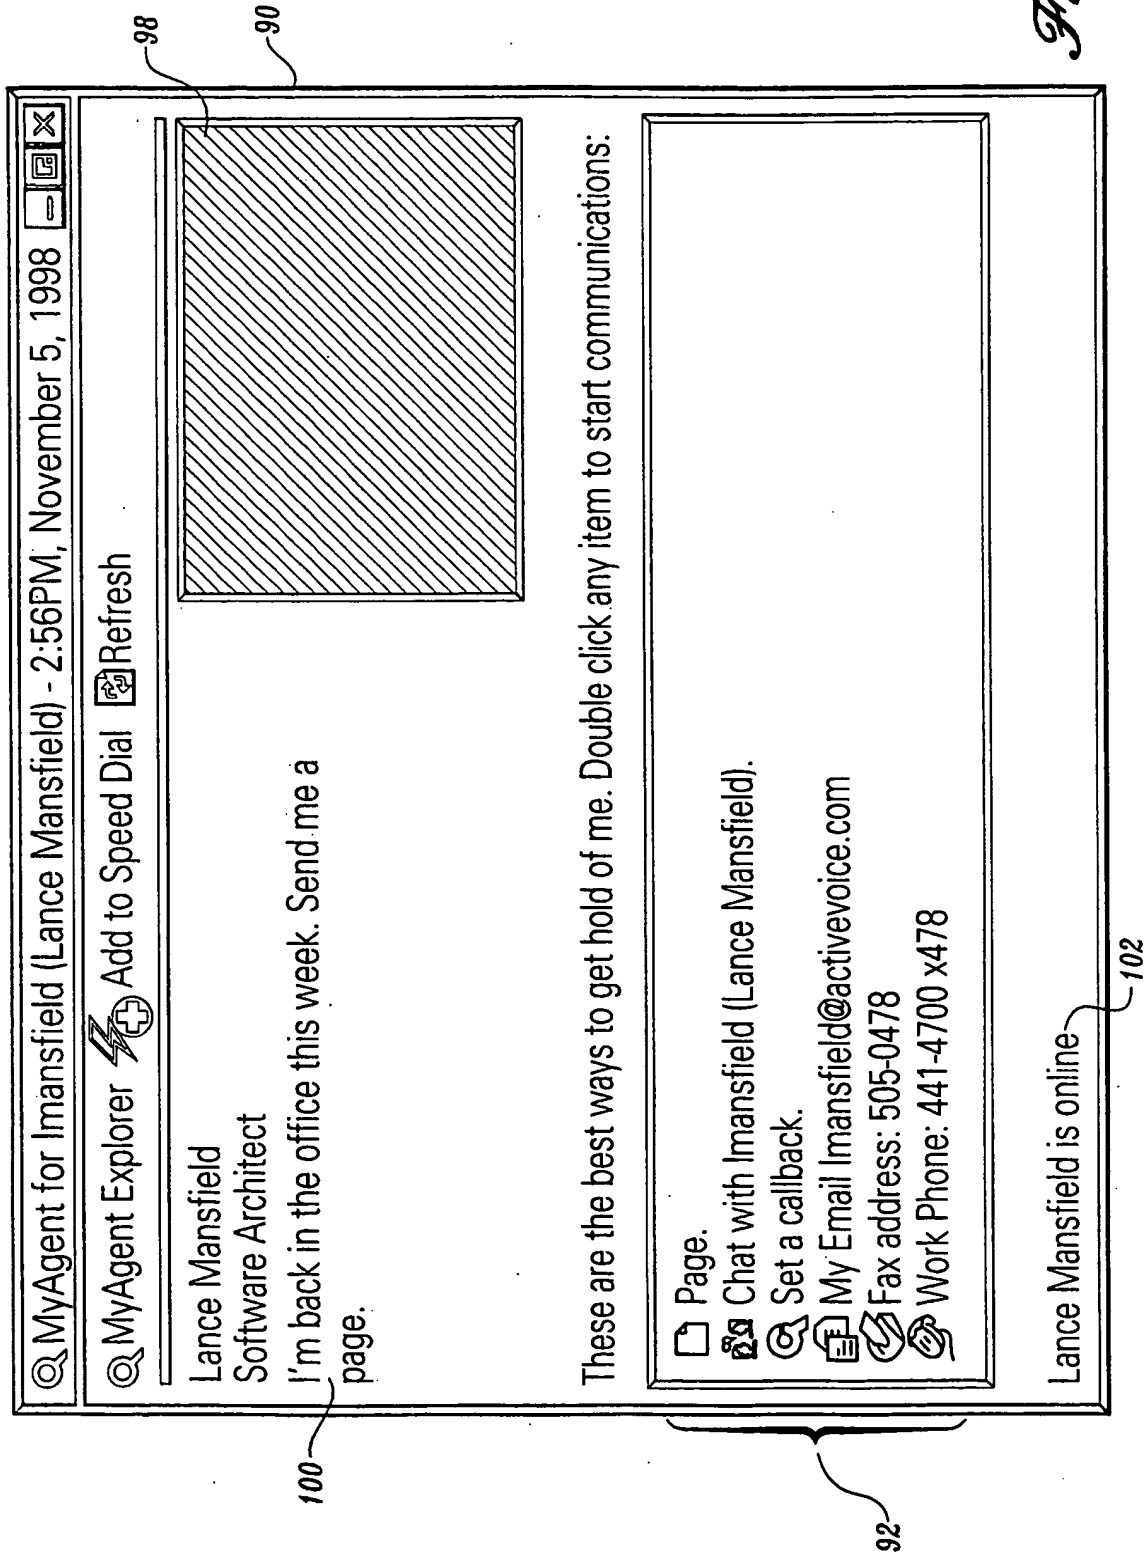 MyAgent for Imansfield (Lance Mansfield) - 2:56PM, November 5, 1998
MyAgent Explorer Add to Speed Dial Refresh
98
90
Lance Mansfield
Software Architect
I'm back in the office this week. Send me a
page.
100
These are the best ways to get hold of me. Double click any item to start communications:
Page.
Chat with Imansfield (Lance Mansfield).
Set a callback.
My Email Imansfield@activevoice.com
Fax address: 505-0478
Work Phone: 441-4700 x478
92
Lance Mansfield is online
102